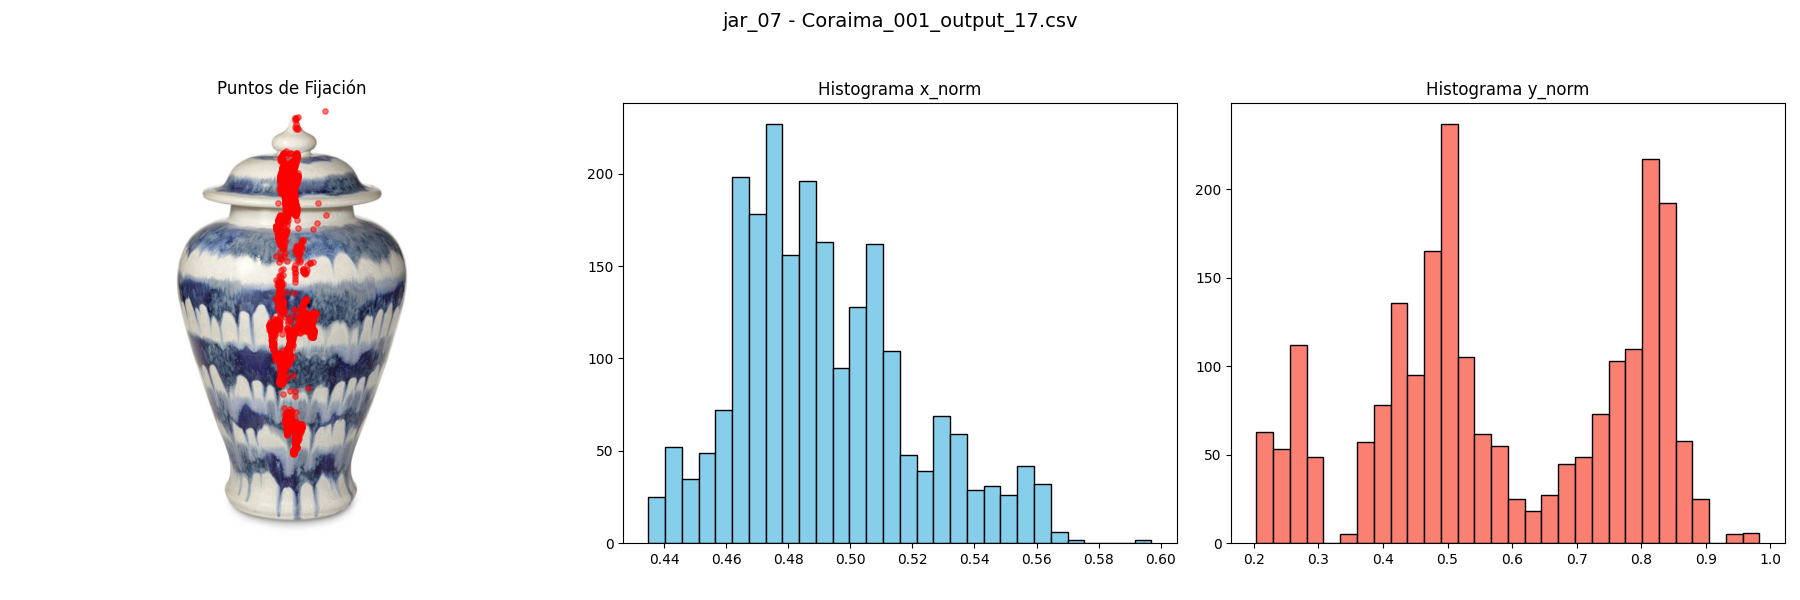 jar_07 - Coraima_001_output_17.csv
Puntos de Fijación
Histograma x_norm
Histograma y_norm
200
150
100
50
0
0.44 0.46 0.48 0.50 0.52 0.54 0.56 0.58 0.60
200
150
100
50
0
0.2 0.3 0.4 0.5 0.6 0.7 0.8 0.9 1.0